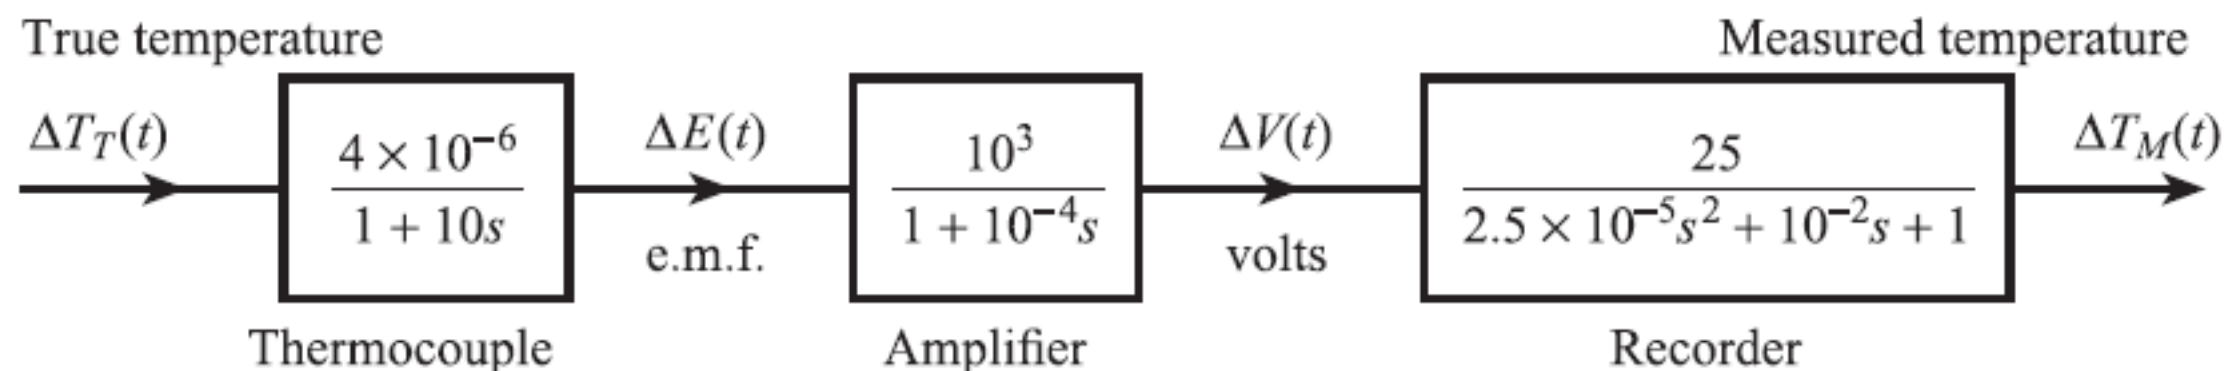 True temperature
Measured temperature
ΔT_T(t)
4 × 10⁻⁶
1 + 10s
ΔE(t)
e.m.f.
10³
1 + 10⁻⁴s
ΔV(t)
volts
25
2.5 × 10⁻⁵s² + 10⁻²s + 1
ΔT_M(t)
Thermocouple
Amplifier
Recorder